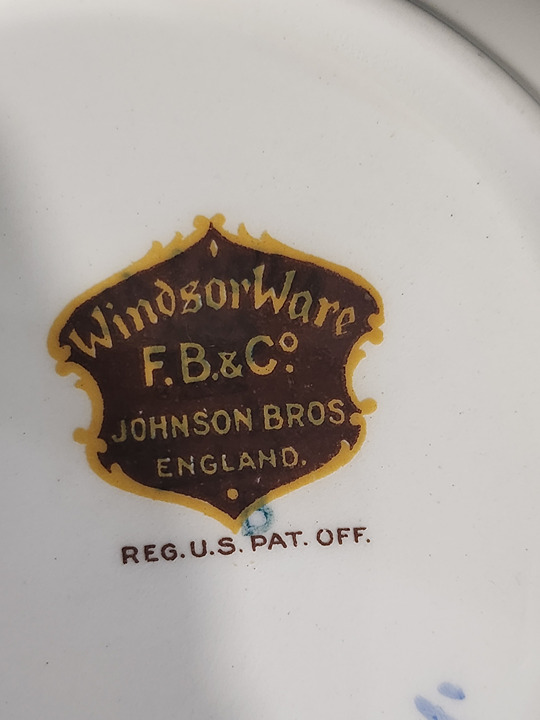 WindsorWare
F.B.&Cº.
JOHNSON BROS
ENGLAND.
REG. U.S. PAT. OFF.